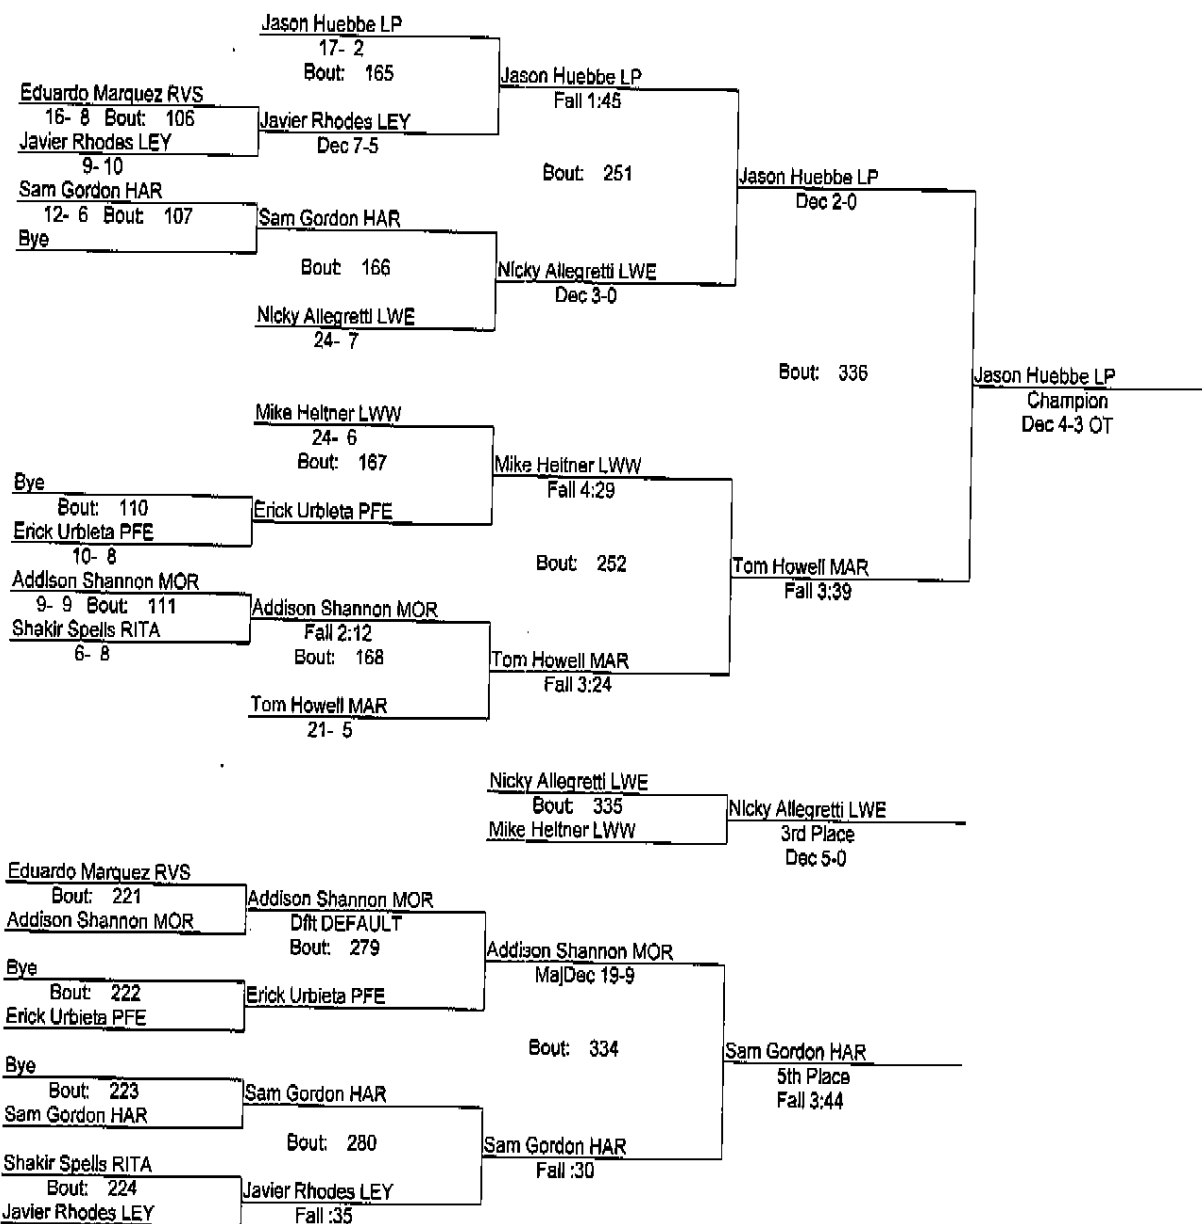 Jason Huebbe LP
17- 2
Bout: 165
Jason Huebbe LP
Fall 1:45
Eduardo Marquez RVS
16- 8 Bout: 106
Javier Rhodes LEY
9- 10
Javier Rhodes LEY
Dec 7-5
Bout: 251
Jason Huebbe LP
Dec 2-0
Sam Gordon HAR
12- 6 Bout: 107
Bye
Sam Gordon HAR
Bout: 166
Nicky Allegretti LWE
Dec 3-0
Nicky Allegretti LWE
24- 7
Bout: 336
Jason Huebbe LP
Champion
Dec 4-3 OT
Mike Heitner LWW
24- 6
Bout: 167
Mike Heitner LWW
Fall 4:29
Bye
Bout: 110
Erick Urbieta PFE
10- 8
Erick Urbieta PFE
Bout: 252
Tom Howell MAR
Fall 3:39
Addison Shannon MOR
9- 9 Bout: 111
Shakir Spells RITA
6- 8
Addison Shannon MOR
Fall 2:12
Bout: 168
Tom Howell MAR
Fall 3:24
Tom Howell MAR
21- 5
Nicky Allegretti LWE
Bout: 335
Mike Heitner LWW
Nicky Allegretti LWE
3rd Place
Dec 5-0
Eduardo Marquez RVS
Bout: 221
Addison Shannon MOR
Addison Shannon MOR
Dflt DEFAULT
Bout: 279
Addison Shannon MOR
MajDec 19-9
Bye
Bout: 222
Erick Urbieta PFE
Erick Urbieta PFE
Bout: 334
Sam Gordon HAR
5th Place
Fall 3:44
Bye
Bout: 223
Sam Gordon HAR
Sam Gordon HAR
Bout: 280
Sam Gordon HAR
Fall :30
Shakir Spells RITA
Bout: 224
Javier Rhodes LEY
Javier Rhodes LEY
Fall :35